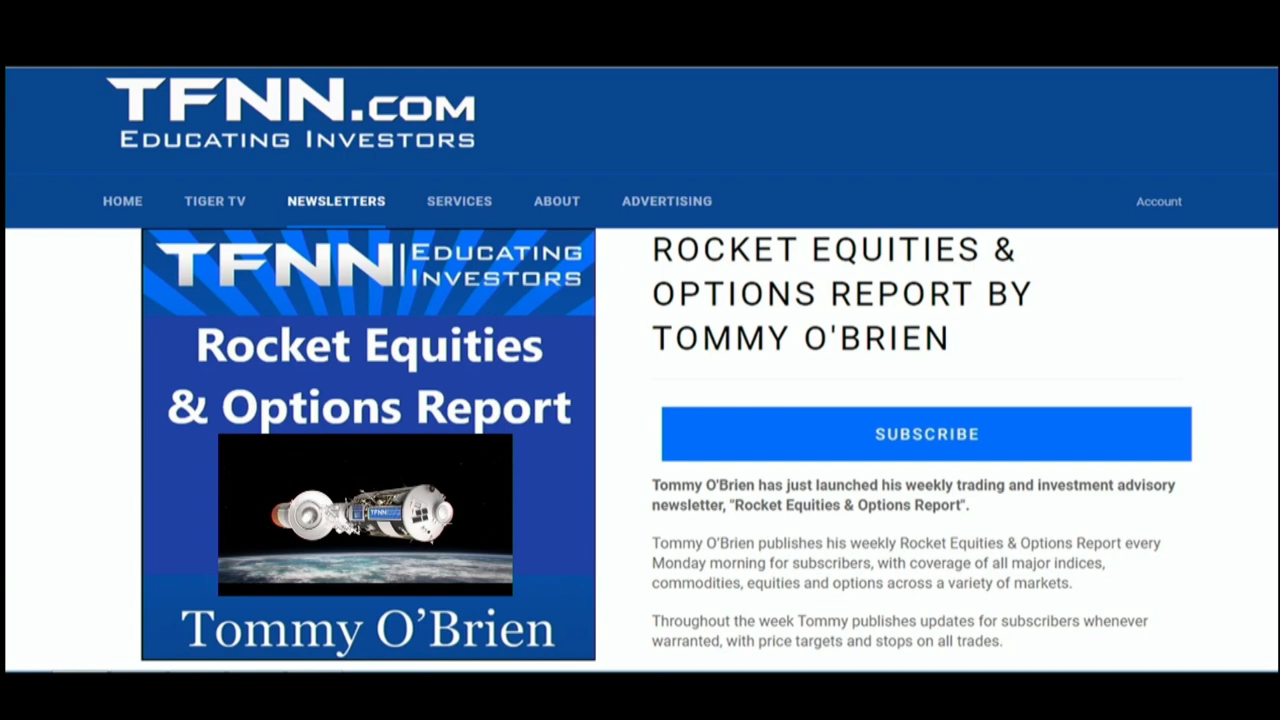 TFNN.COM
EDUCATING INVESTORS
HOME TIGER TV NEWSLETTERS SERVICES ABOUT ADVERTISING Account
TFNN EDUCATING
INVESTORS
Rocket Equities
& Options Report
TFNN
Tommy O’Brien
ROCKET EQUITIES &
OPTIONS REPORT BY
TOMMY O'BRIEN
SUBSCRIBE
Tommy O'Brien has just launched his weekly trading and investment advisory
newsletter, "Rocket Equities & Options Report".
Tommy O’Brien publishes his weekly Rocket Equities & Options Report every
Monday morning for subscribers, with coverage of all major indices,
commodities, equities and options across a variety of markets.
Throughout the week Tommy publishes updates for subscribers whenever
warranted, with price targets and stops on all trades.